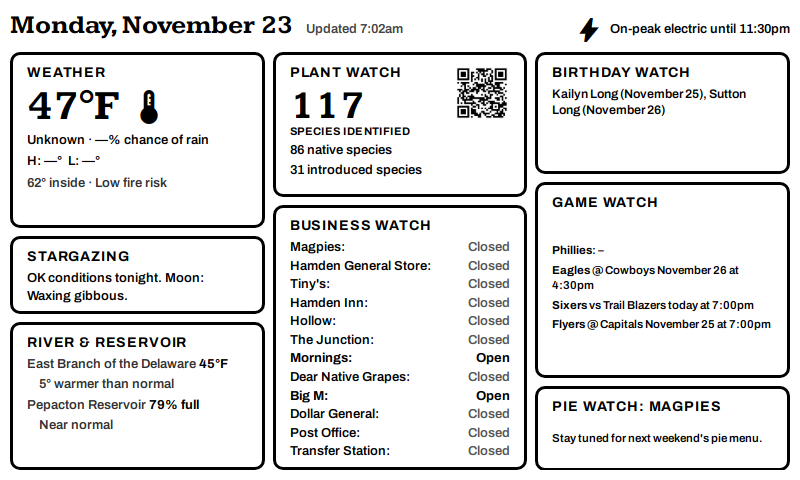 Monday, November 23
Updated 7:02am
On-peak electric until 11:30pm
WEATHER
47°F
Unknown · —% chance of rain
H: —° L: —°
62° inside · Low fire risk
STARGAZING
OK conditions tonight. Moon:
Waxing gibbous.
RIVER & RESERVOIR
East Branch of the Delaware 45°F
5° warmer than normal
Pepacton Reservoir 79% full
Near normal
PLANT WATCH
117
SPECIES IDENTIFIED
86 native species
31 introduced species
BUSINESS WATCH
Magpies: Closed
Hamden General Store: Closed
Tiny's: Closed
Hamden Inn: Closed
Hollow: Closed
The Junction: Closed
Mornings: Open
Dear Native Grapes: Closed
Big M: Open
Dollar General: Closed
Post Office: Closed
Transfer Station: Closed
BIRTHDAY WATCH
Kailyn Long (November 25), Sutton
Long (November 26)
GAME WATCH
Phillies: –
Eagles @ Cowboys November 26 at
4:30pm
Sixers vs Trail Blazers today at 7:00pm
Flyers @ Capitals November 25 at 7:00pm
PIE WATCH: MAGPIES
Stay tuned for next weekend's pie menu.